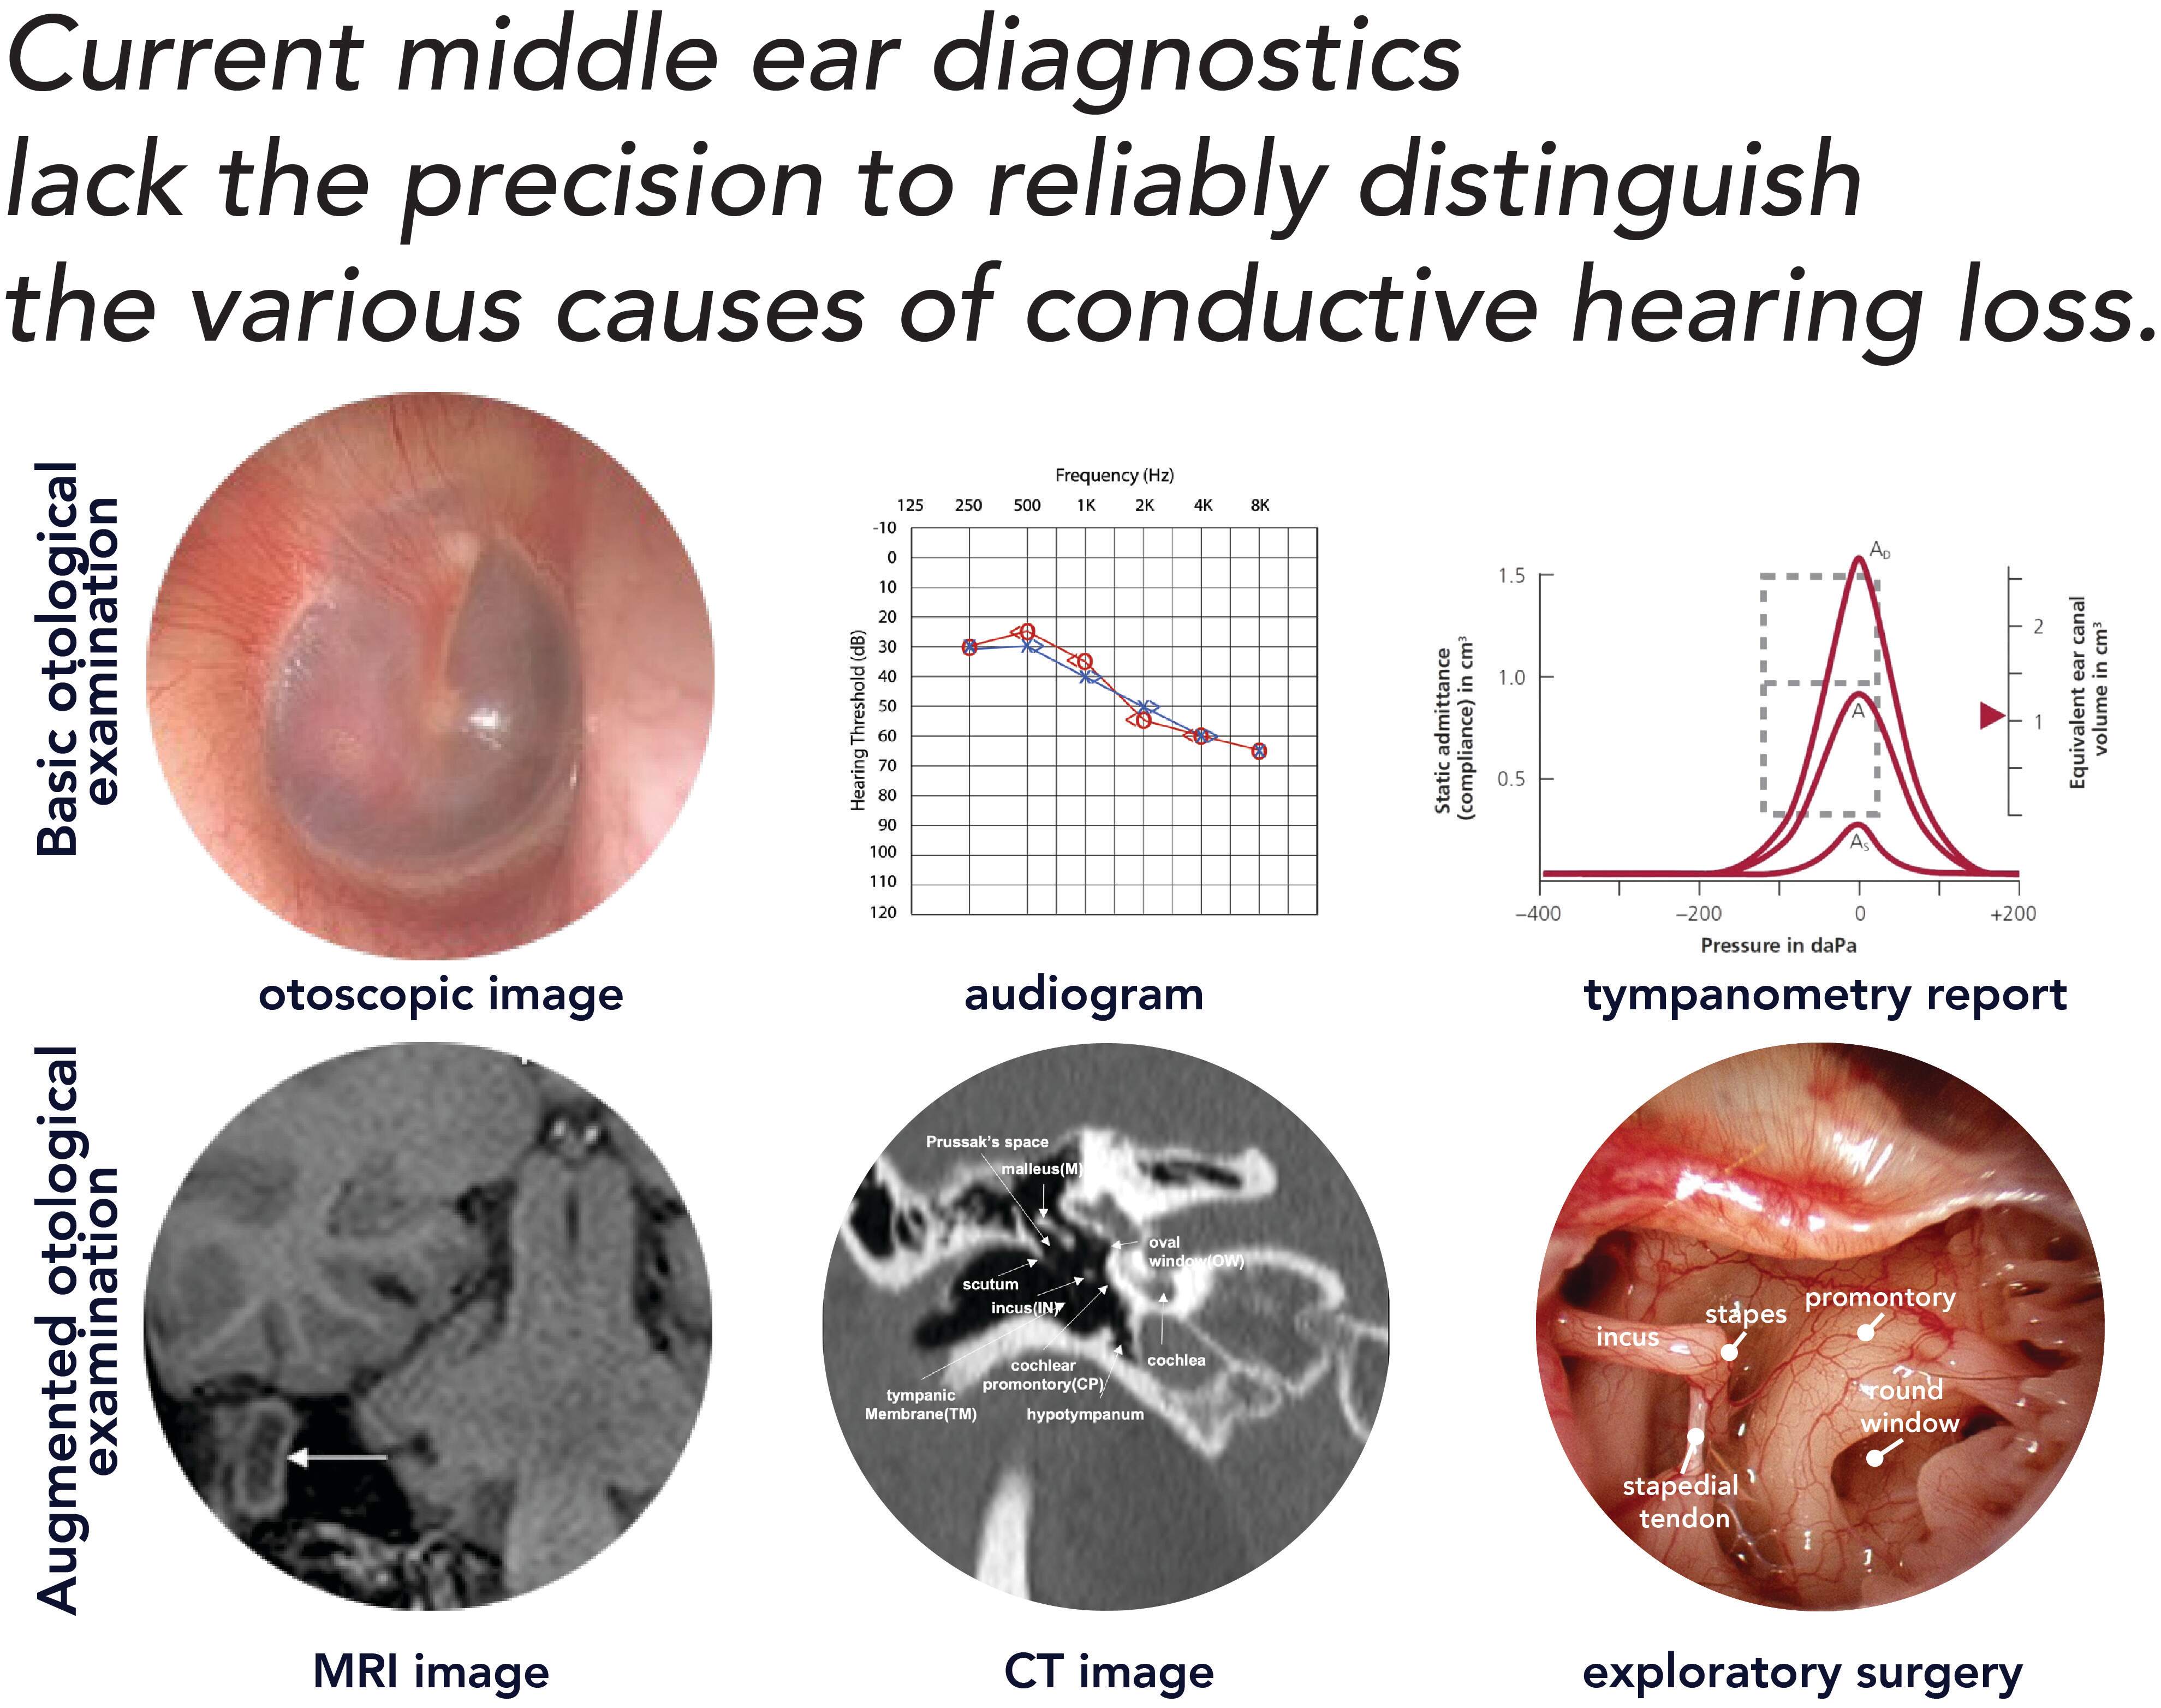 Current middle ear diagnostics
lack the precision to reliably distinguish
the various causes of conductive hearing loss.
Basic otological
examination
otoscopic image
Frequency (Hz)
125 250 500 1K 2K 4K 8K
Hearing Threshold (dB)
-10
0
10
20
30
40
50
60
70
80
90
100
110
120
audiogram
Static admittance
(compliance) in cm³
1.5
1.0
0.5
A_D
A
A_S
2
1
Equivalent ear canal
volume in cm³
−400 −200 0 +200
Pressure in daPa
tympanometry report
Augmented otological
examination
MRI image
Prussak's space
malleus(M)
oval
window(OW)
scutum
incus(IN)
cochlear
promontory(CP)
cochlea
tympanic
Membrane(TM)
hypotympanum
CT image
incus
stapes
promontory
round
window
stapedial
tendon
exploratory surgery